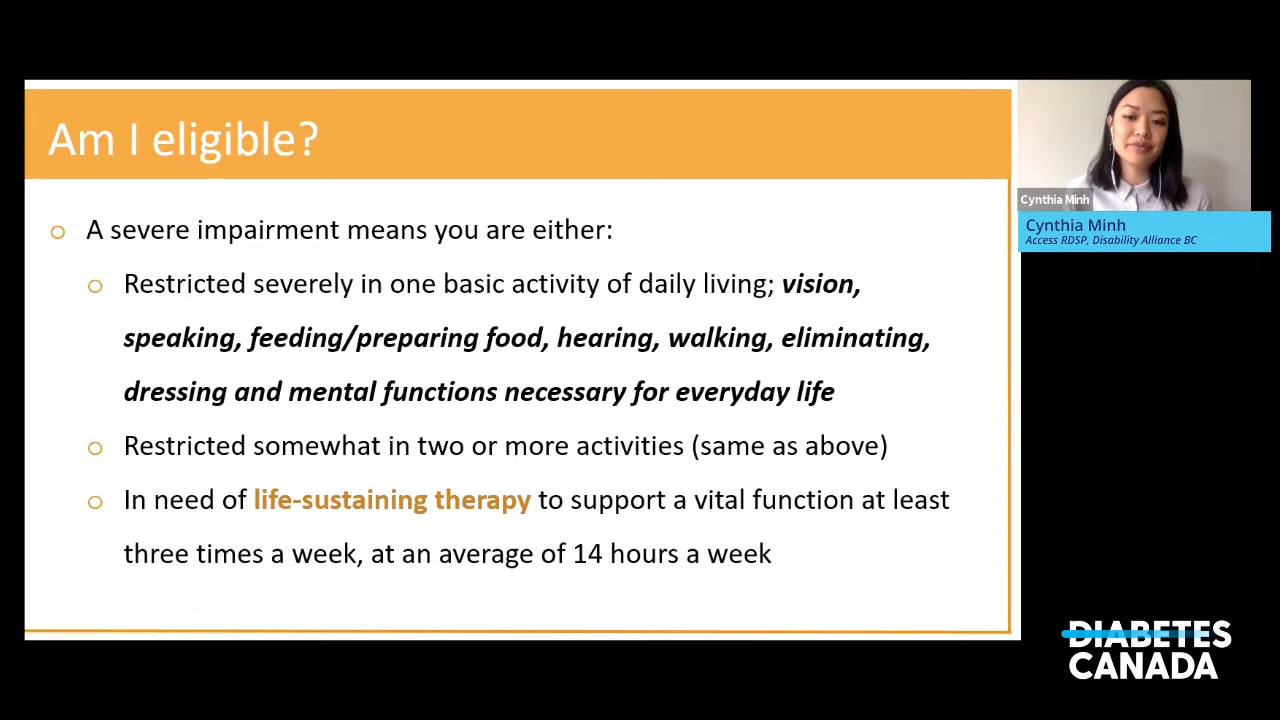 Am I eligible?
o A severe impairment means you are either:
o Restricted severely in one basic activity of daily living; vision,
speaking, feeding/preparing food, hearing, walking, eliminating,
dressing and mental functions necessary for everyday life
o Restricted somewhat in two or more activities (same as above)
o In need of life-sustaining therapy to support a vital function at least
three times a week, at an average of 14 hours a week
Cynthia Minh
Cynthia Minh
Access RDSP, Disability Alliance BC
DIABETES
CANADA